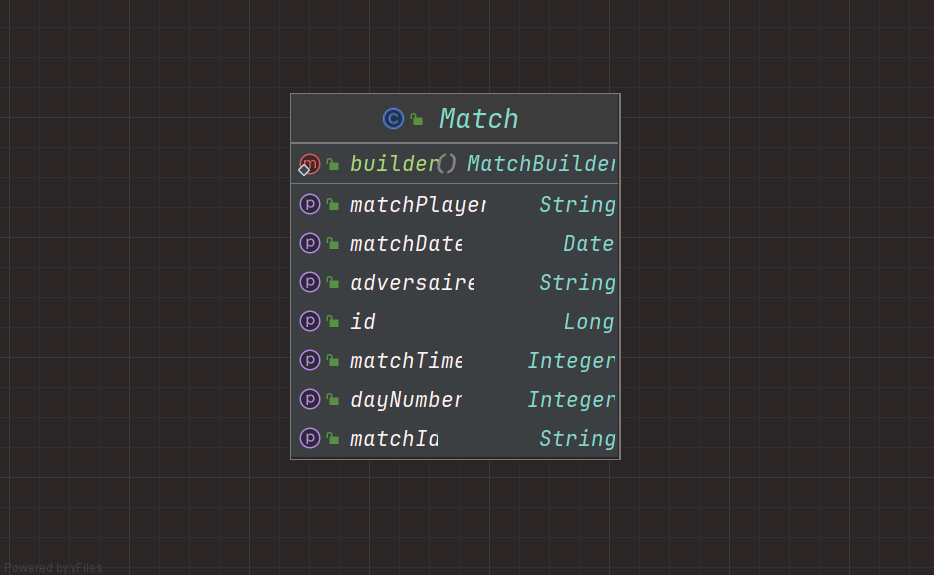 Match
builder() MatchBuilder
matchPlayer String
matchDate Date
adversaire String
id Long
matchTime Integer
dayNumber Integer
matchId String
Powered by yFiles